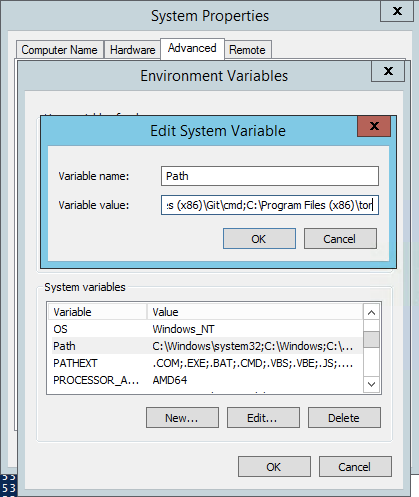 System Properties
x
Computer Name Hardware Advanced Remote
Environment Variables
x
Edit System Variable
x
Variable name: Path
Variable value: s (x86)\Git\cmd;C:\Program Files (x86)\tor
OK Cancel
System variables
Variable Value
OS Windows_NT
Path C:\Windows\system32;C:\Windows;C:\...
PATHEXT .COM;.EXE;.BAT;.CMD;.VBS;.VBE;.JS;....
PROCESSOR_A... AMD64
New... Edit... Delete
OK Cancel
53